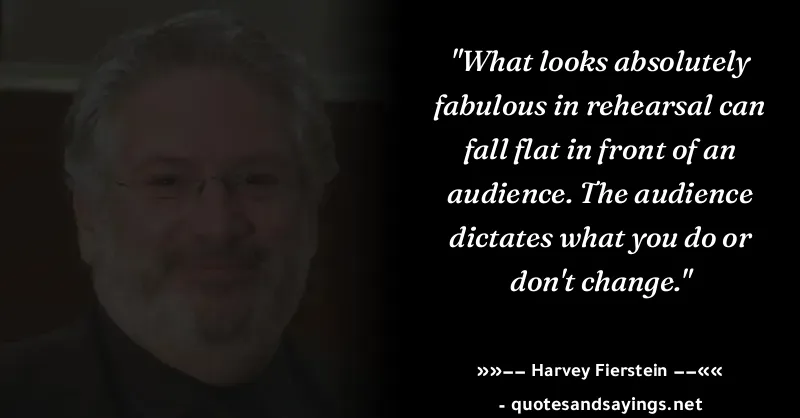 "What looks absolutely
fabulous in rehearsal can
fall flat in front of an
audience. The audience
dictates what you do or
don't change."
»»−− Harvey Fierstein −−««
- quotesandsayings.net